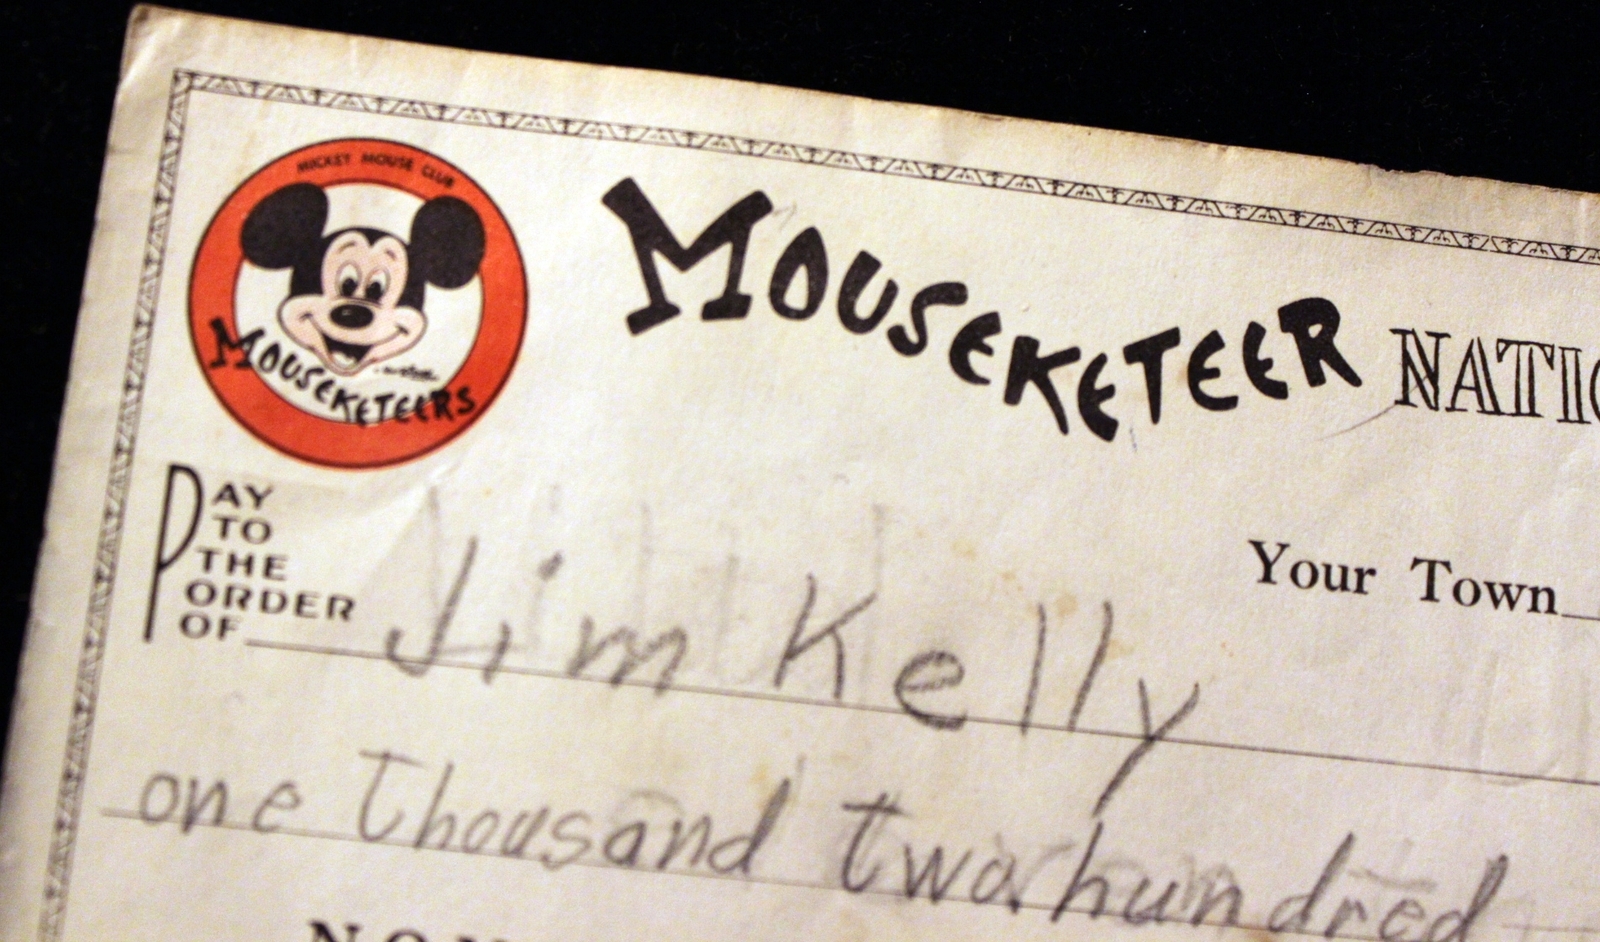 MICKEY MOUSE CLUB
MOUSEKETEERS
MOUSEKETEER NATIO
PAY
TO
THE
ORDER
OF Jim Kelly
Your Town
one Thousand two hundred